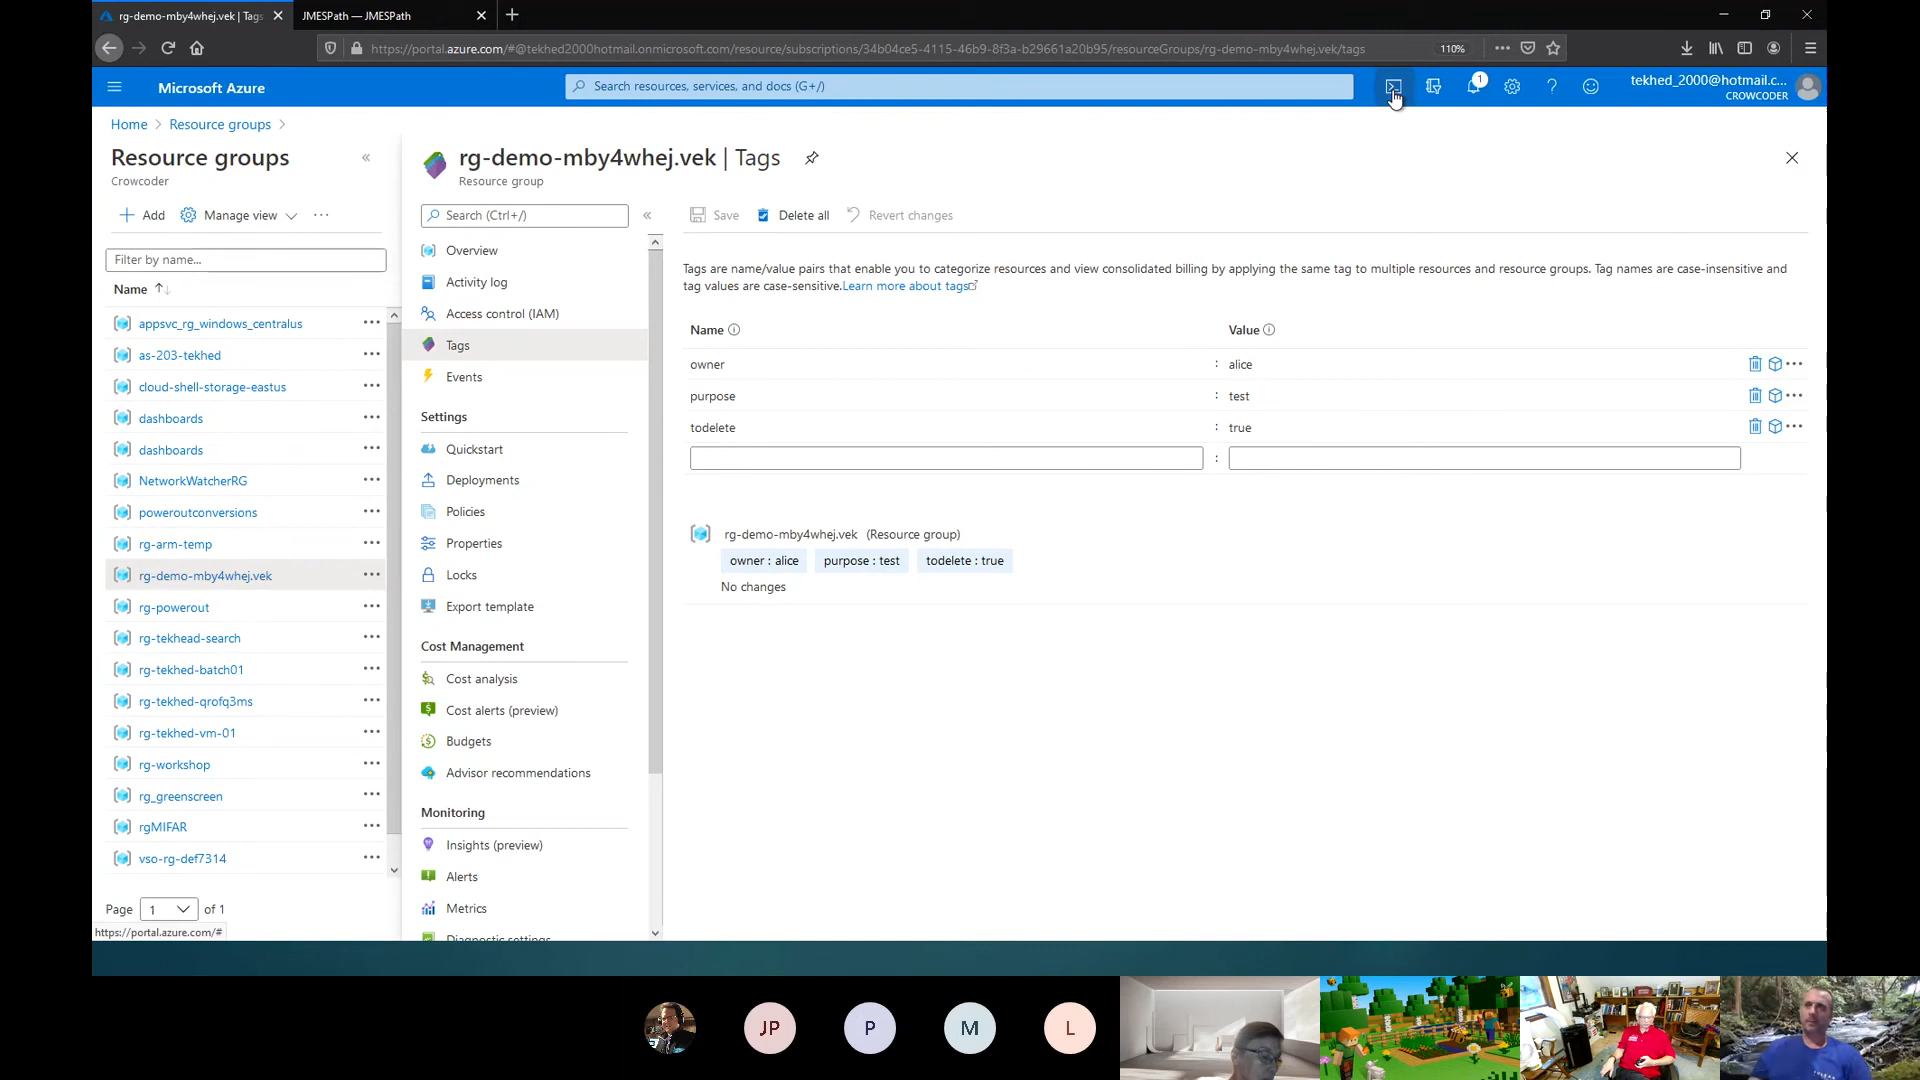 rg-demo-mby4whej.vek | Tags
JMESPath — JMESPath
https://portal.azure.com/#@tekhed2000hotmail.onmicrosoft.com/resource/subscriptions/34b04ce5-4115-46b9-8f3a-b29661a20b95/resourceGroups/rg-demo-mby4whej.vek/tags
110%
Microsoft Azure
Search resources, services, and docs (G+/)
1
tekhed_2000@hotmail.c...
CROWCODER
Home > Resource groups >
Resource groups
Crowcoder
Add
Manage view
Filter by name...
Name
appsvc_rg_windows_centralus
as-203-tekhed
cloud-shell-storage-eastus
dashboards
dashboards
NetworkWatcherRG
poweroutconversions
rg-arm-temp
rg-demo-mby4whej.vek
rg-powerout
rg-tekhead-search
rg-tekhed-batch01
rg-tekhed-qrofq3ms
rg-tekhed-vm-01
rg-workshop
rg_greenscreen
rgMIFAR
vso-rg-def7314
Page 1 of 1
https://portal.azure.com/#
rg-demo-mby4whej.vek | Tags
Resource group
Search (Ctrl+/)
Overview
Activity log
Access control (IAM)
Tags
Events
Settings
Quickstart
Deployments
Policies
Properties
Locks
Export template
Cost Management
Cost analysis
Cost alerts (preview)
Budgets
Advisor recommendations
Monitoring
Insights (preview)
Alerts
Metrics
Diagnostic settings
Save
Delete all
Revert changes
Tags are name/value pairs that enable you to categorize resources and view consolidated billing by applying the same tag to multiple resources and resource groups. Tag names are case-insensitive and
tag values are case-sensitive. Learn more about tags
Name Value
owner : alice
purpose : test
todelete : true
:
rg-demo-mby4whej.vek (Resource group)
owner : alice purpose : test todelete : true
No changes
JP
P
M
L